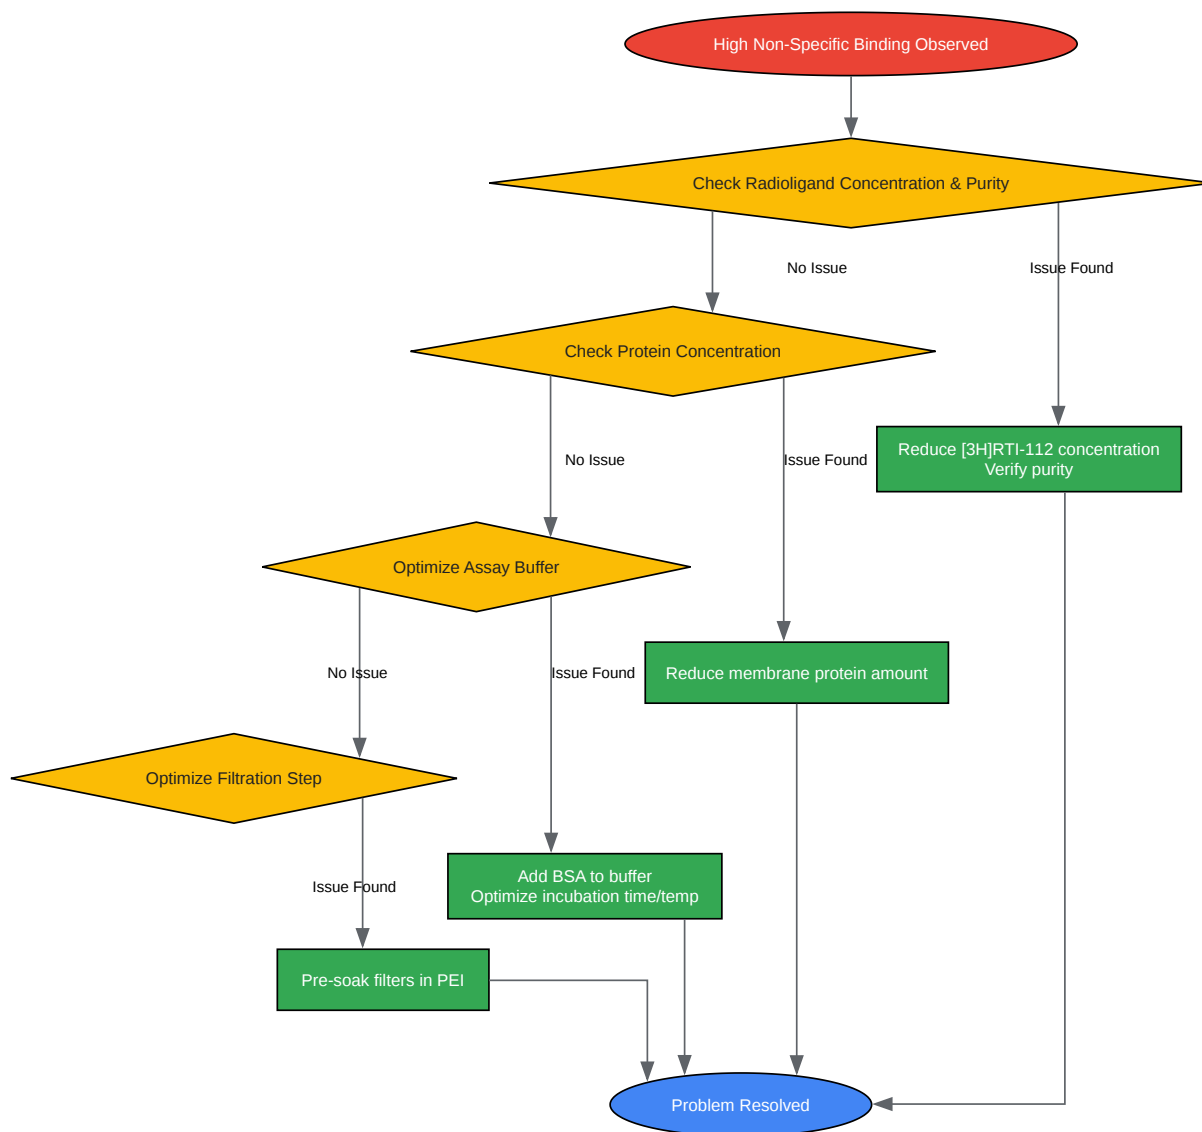 High Non-Specific Binding Observed
Check Radioligand Concentration & Purity
No Issue
Issue Found
Check Protein Concentration
Reduce [3H]RTI-112 concentration
Verify purity
No Issue
Issue Found
Optimize Assay Buffer
No Issue
Issue Found
Reduce membrane protein amount
Optimize Filtration Step
Add BSA to buffer
Optimize incubation time/temp
Issue Found
Pre-soak filters in PEI
Problem Resolved